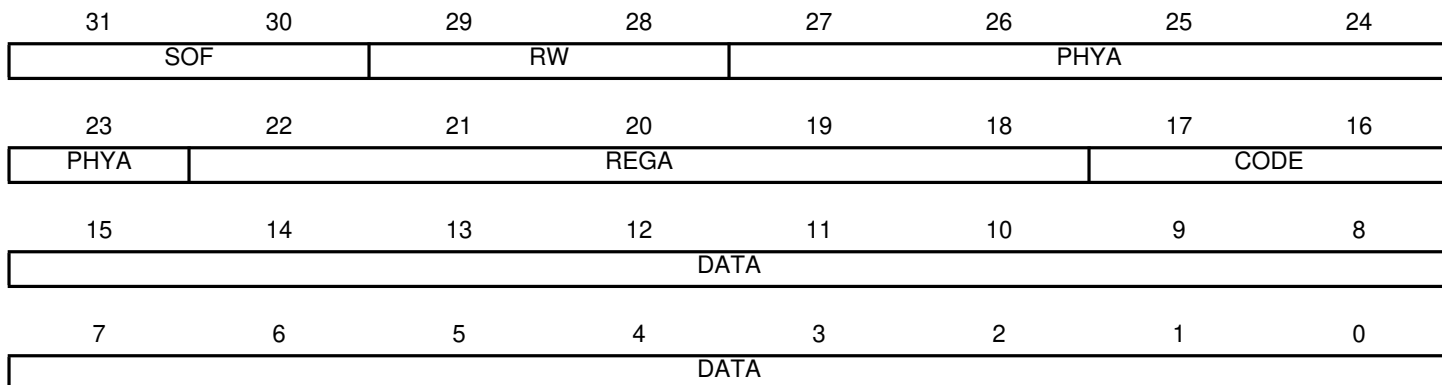 31 30 29 28 27 26 25 24
SOF RW PHYA
23 22 21 20 19 18 17 16
PHYA REGA CODE
15 14 13 12 11 10 9 8
DATA
7 6 5 4 3 2 1 0
DATA